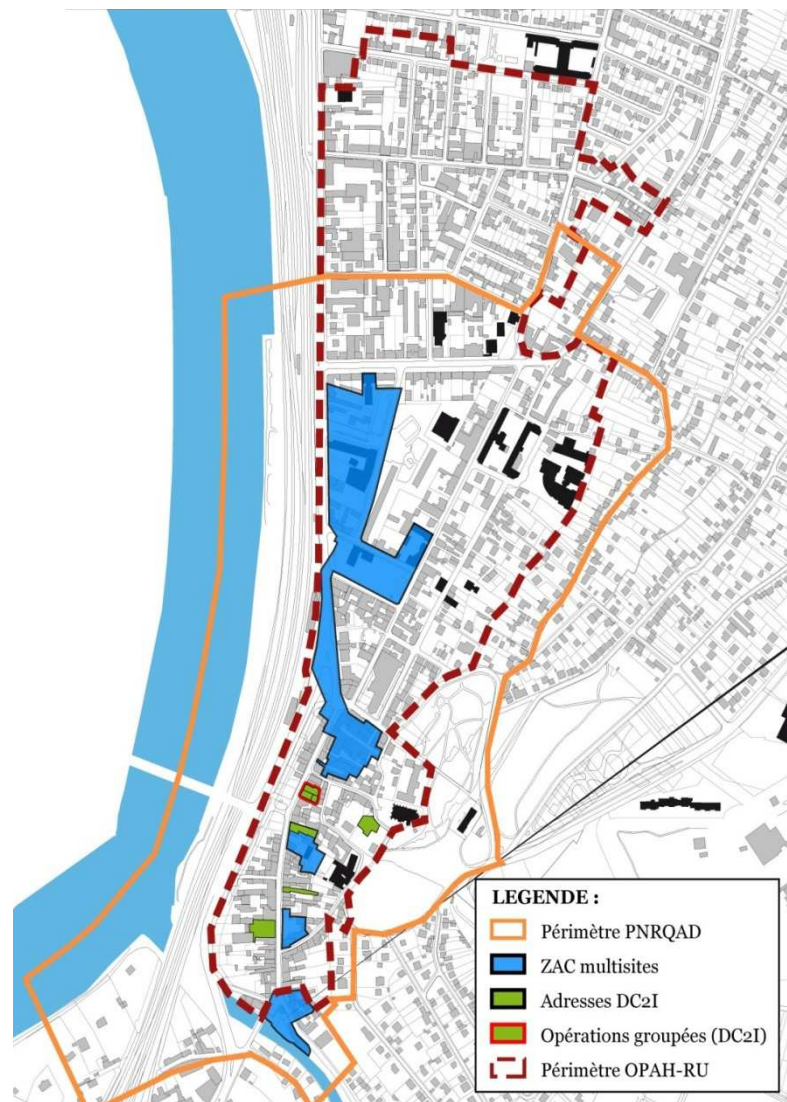 LEGENDE :
Périmètre PNRQAD
ZAC multisites
Adresses DC2I
Opérations groupées (DC2I)
Périmètre OPAH-RU